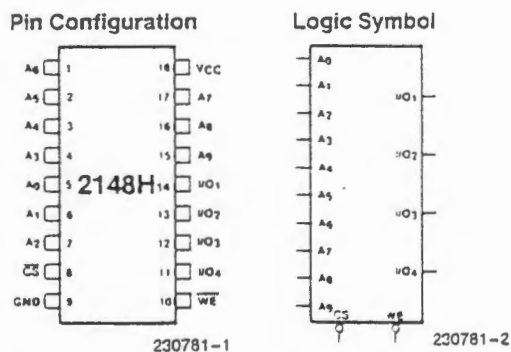 Pin Configuration
A6 1 18 VCC
A5 2 17 A7
A4 3 16 A8
A3 4 15 A9
A0 5 2148H 14 I/O1
A1 6 13 I/O2
A2 7 12 I/O3
C̅S̅ 8 11 I/O4
GND 9 10 W̅E̅
230781-1
Logic Symbol
A0
A1
I/O1
A2
A3
I/O2
A4
A5
I/O3
A6
A7
I/O4
A8
A9
CS WE
230781-2